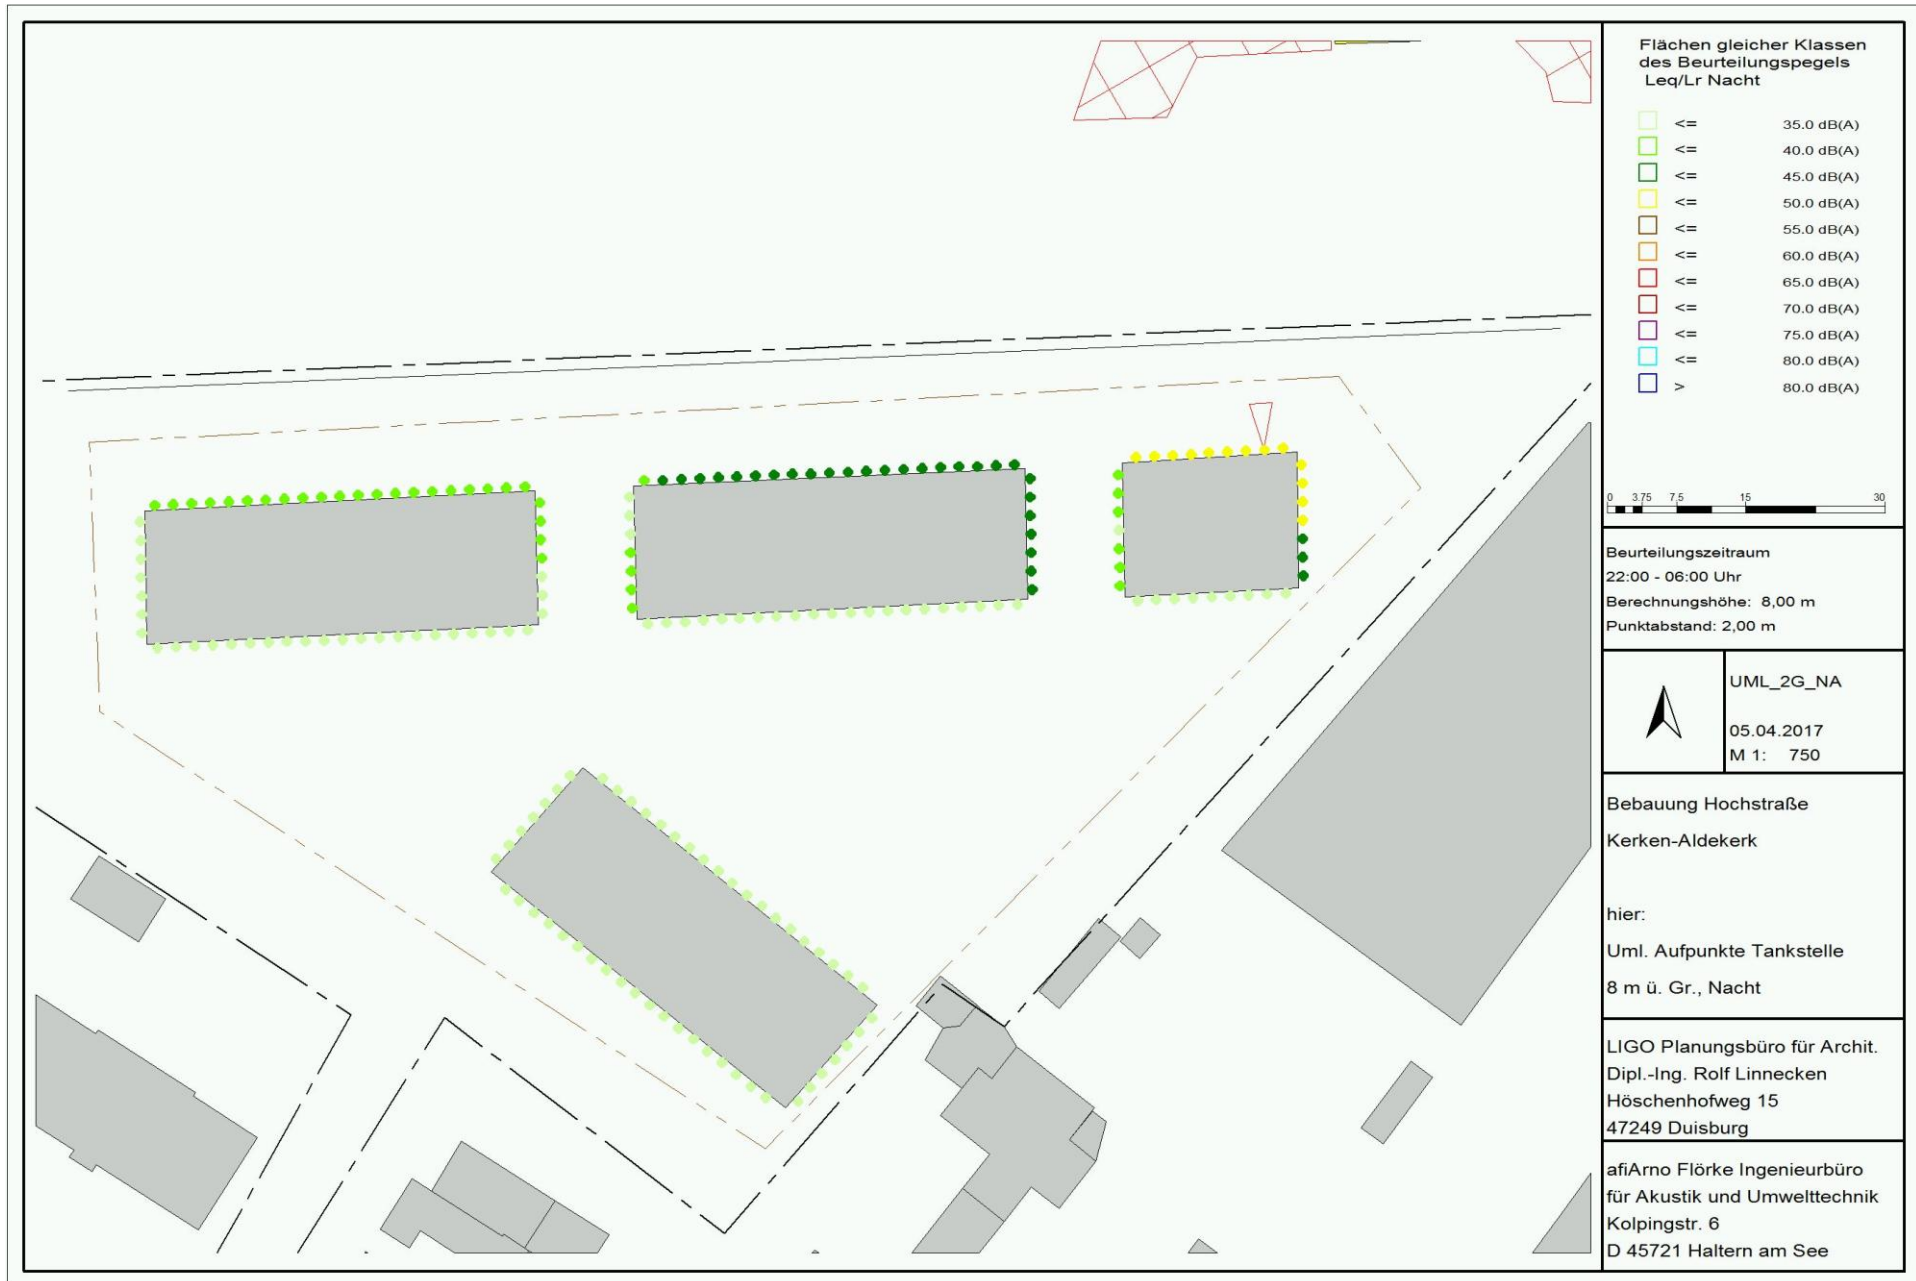 Flächen gleicher Klassen
des Beurteilungspegels
Leq/Lr Nacht
<= 35.0 dB(A)
<= 40.0 dB(A)
<= 45.0 dB(A)
<= 50.0 dB(A)
<= 55.0 dB(A)
<= 60.0 dB(A)
<= 65.0 dB(A)
<= 70.0 dB(A)
<= 75.0 dB(A)
<= 80.0 dB(A)
> 80.0 dB(A)
0 3.75 7.5 15 30
Beurteilungszeitraum
22:00 - 06:00 Uhr
Berechnungshöhe: 8,00 m
Punktabstand: 2,00 m
UML_2G_NA
05.04.2017
M 1: 750
Bebauung Hochstraße
Kerken-Aldekerk
hier:
Uml. Aufpunkte Tankstelle
8 m ü. Gr., Nacht
LIGO Planungsbüro für Archit.
Dipl.-Ing. Rolf Linnecken
Höschenhofweg 15
47249 Duisburg
afiArno Flörke Ingenieurbüro
für Akustik und Umwelttechnik
Kolpingstr. 6
D 45721 Haltern am See